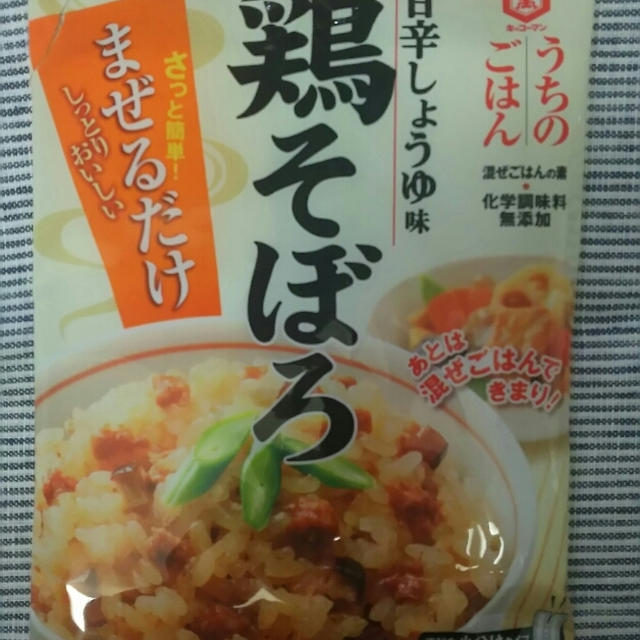 キッコーマン
うちの
ごはん
混ぜごはんの素
化学調味料
無添加
甘辛しょうゆ味
鶏そぼろ
さっと簡単!
まぜるだけ
しっとりおいしい
あとは
混ぜごはんで
きまり!